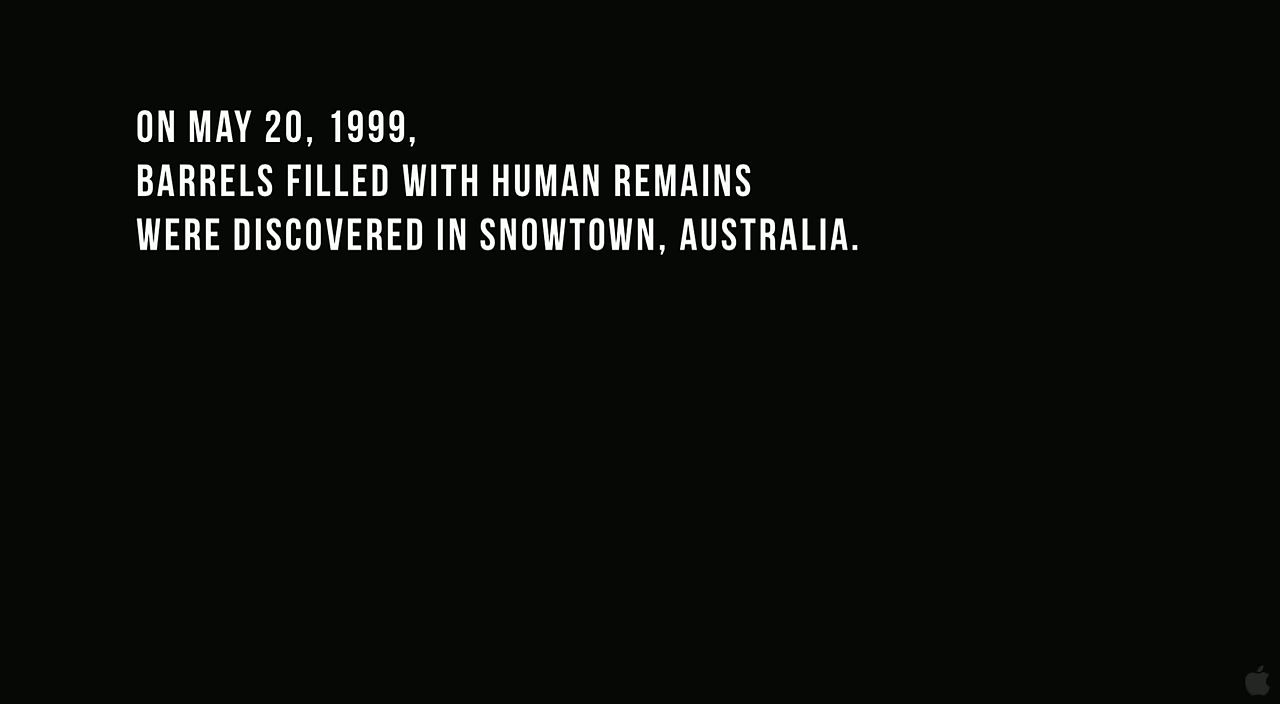 ON MAY 20, 1999,
BARRELS FILLED WITH HUMAN REMAINS
WERE DISCOVERED IN SNOWTOWN, AUSTRALIA.